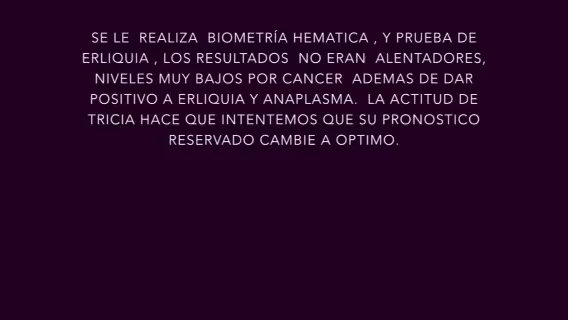 SE LE REALIZA BIOMETRÍA HEMATICA , Y PRUEBA DE
ERLIQUIA , LOS RESULTADOS NO ERAN ALENTADORES,
NIVELES MUY BAJOS POR CANCER ADEMAS DE DAR
POSITIVO A ERLIQUIA Y ANAPLASMA. LA ACTITUD DE
TRICIA HACE QUE INTENTEMOS QUE SU PRONOSTICO
RESERVADO CAMBIE A OPTIMO.